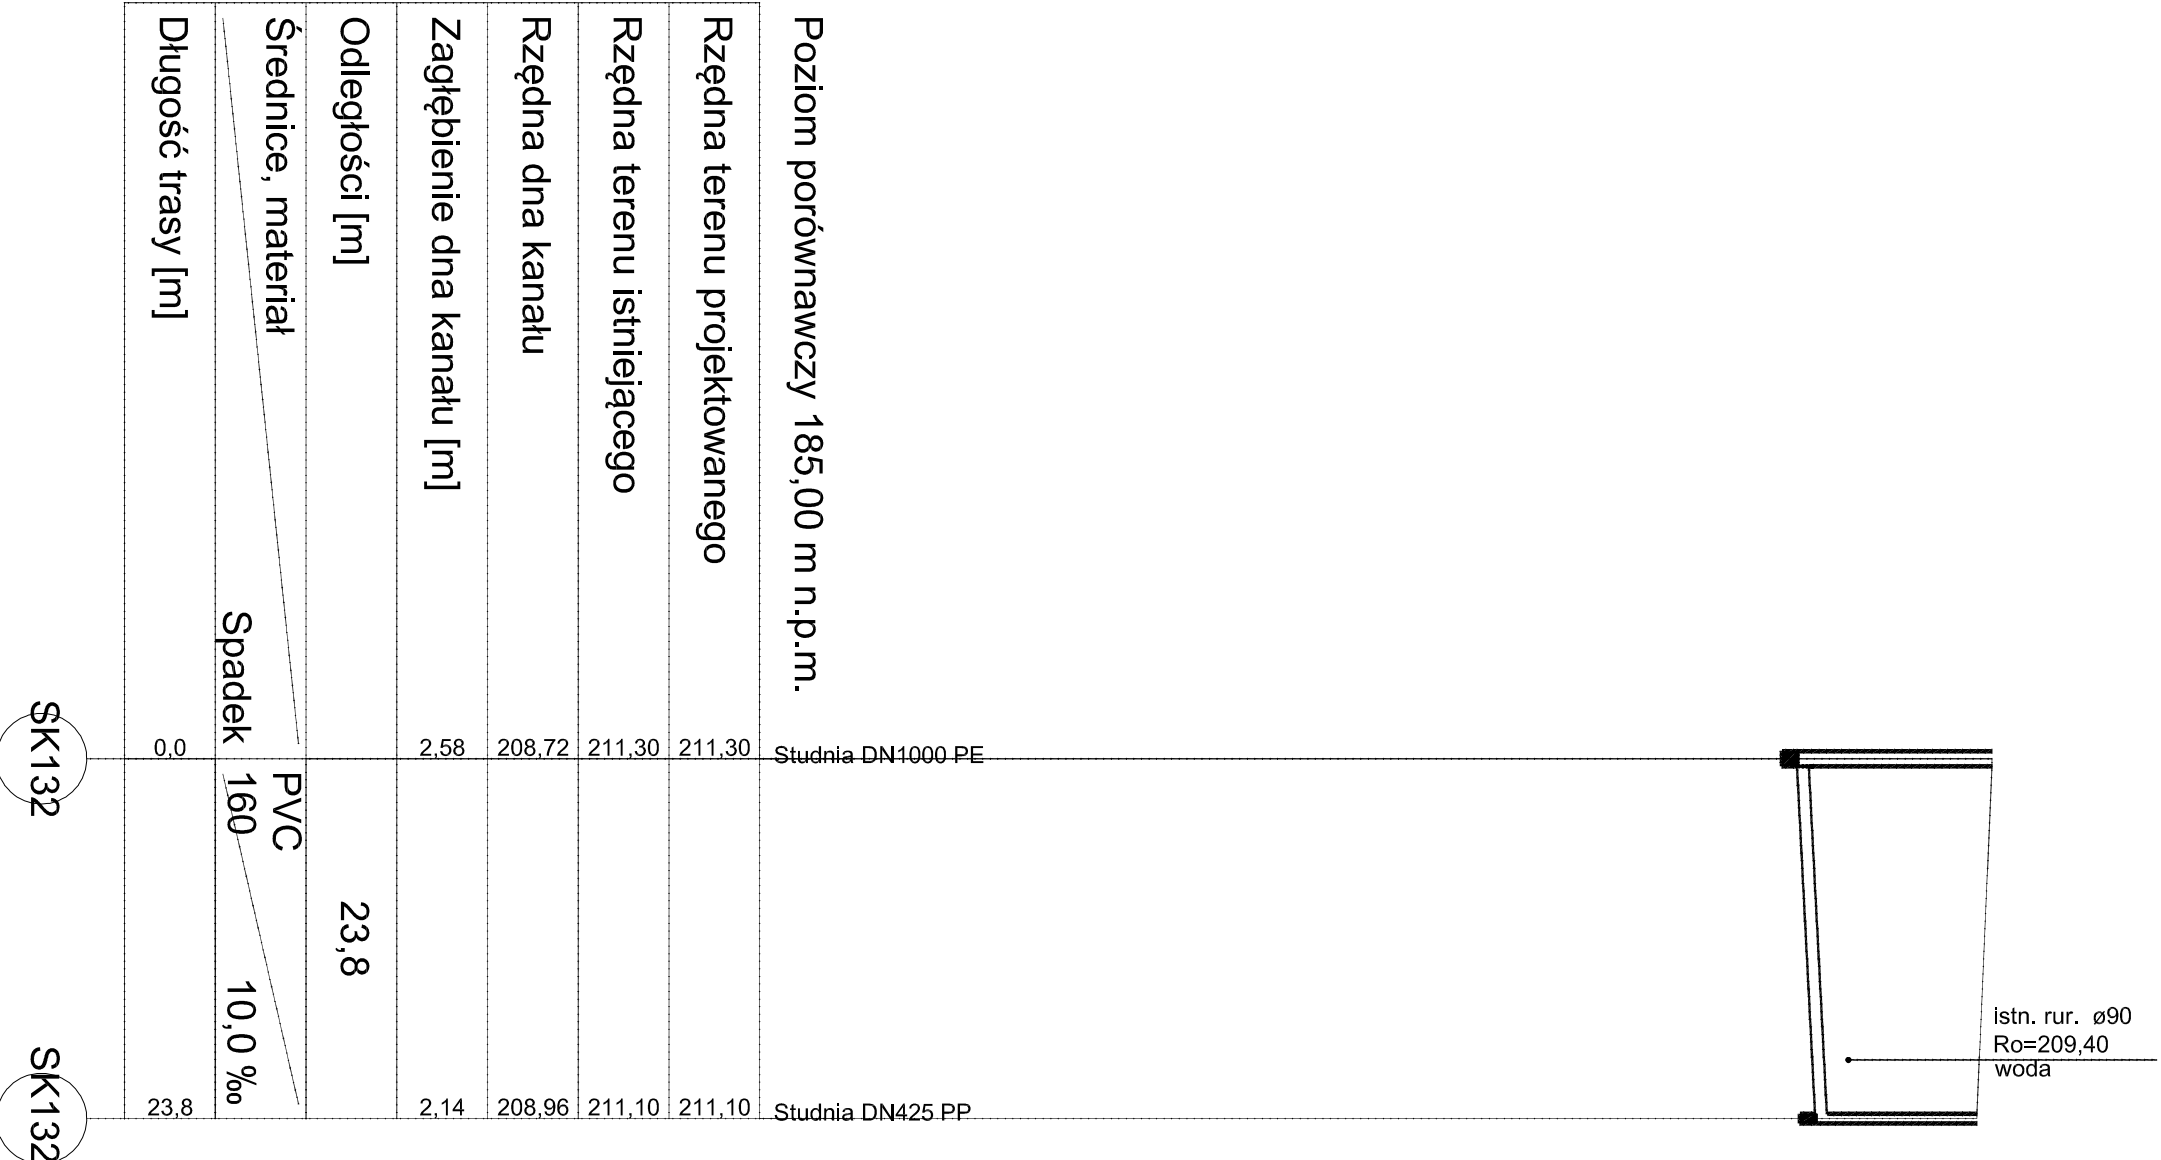 Poziom porównawczy 185,00 m n.p.m.
Studnia DN1000 PE
Studnia DN425 PP
Rzędna terenu projektowanego
211,30
211,10
Rzędna terenu istniejącego
211,30
211,10
Rzędna dna kanału
208,72
208,96
Zagłębienie dna kanału [m]
2,58
2,14
Odległości [m]
23,8
Średnice, materiał
Spadek
PVC
160
10,0 ‰
Długość trasy [m]
0,0
23,8
SK132
SK132
istn. rur. ø90
Ro=209,40
woda